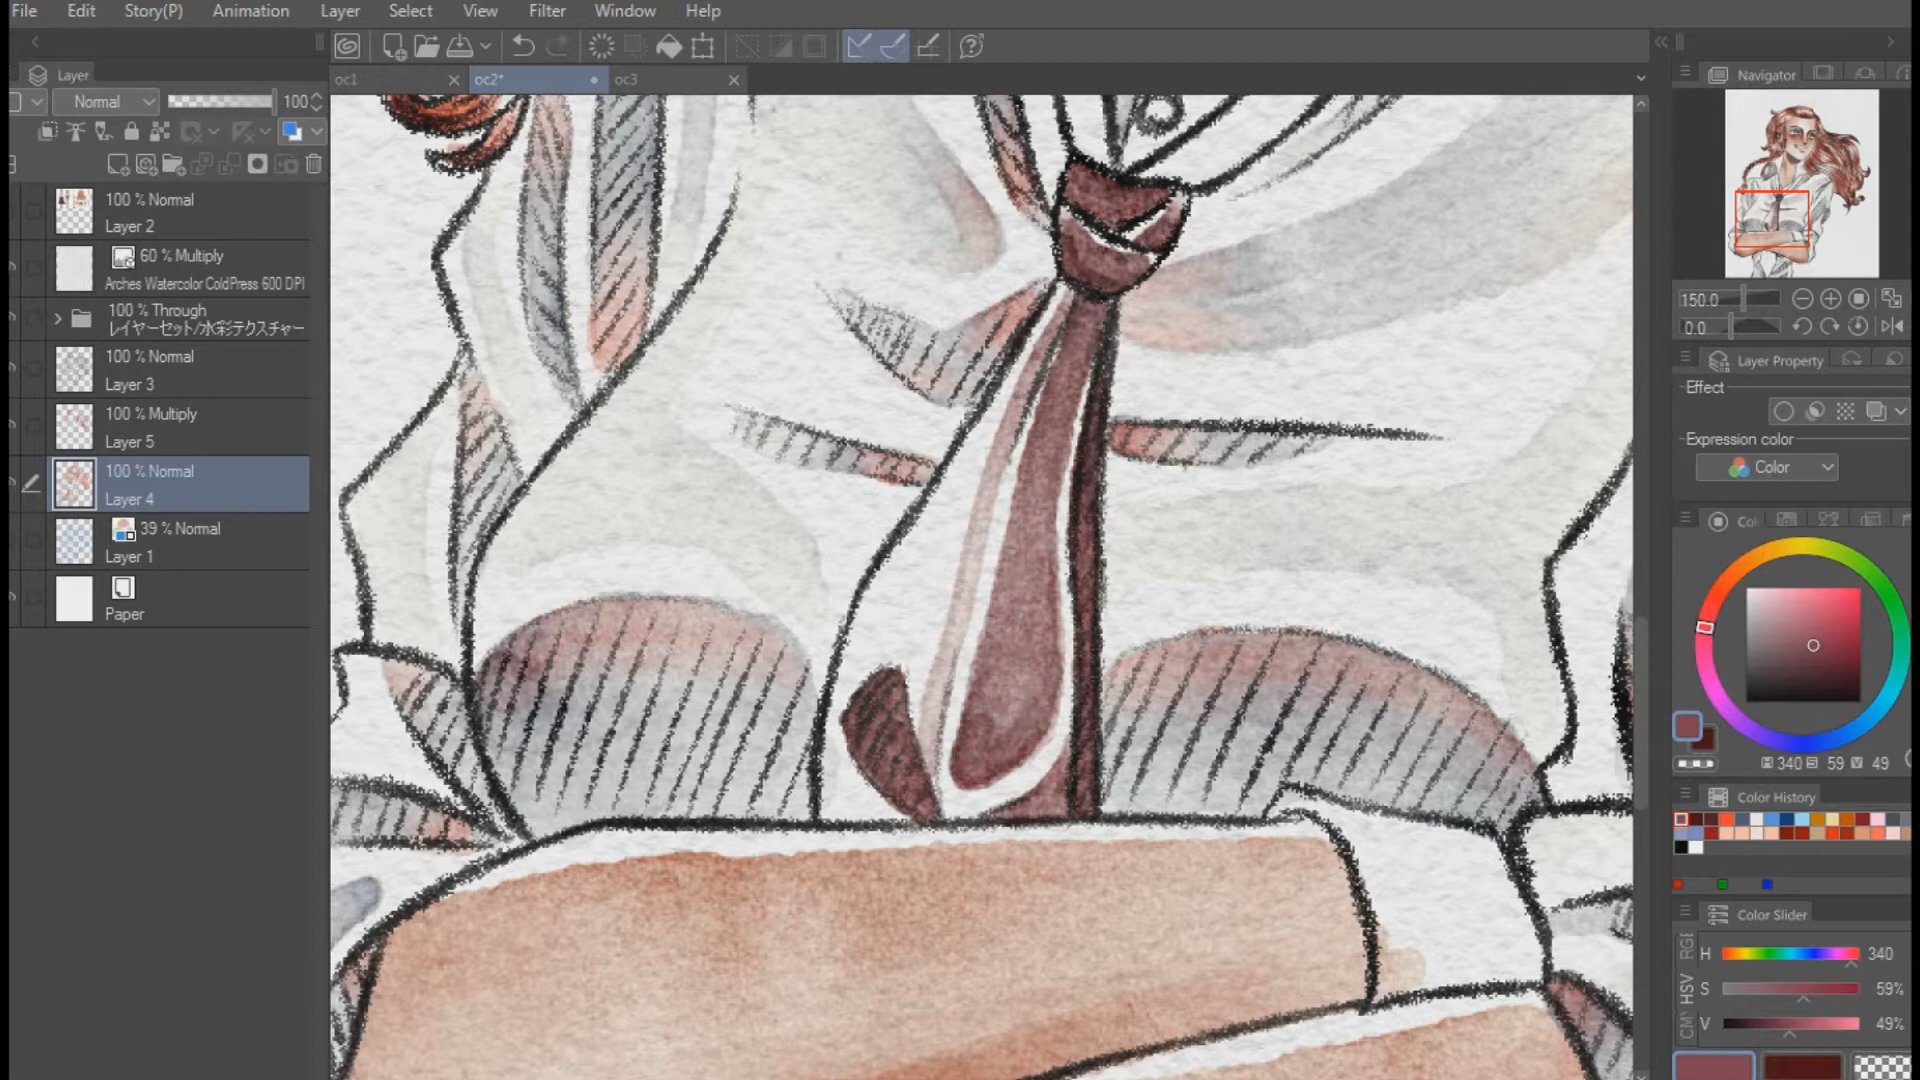 File Edit Story(P) Animation Layer Select View Filter Window Help
oc1 oc2* oc3
Layer
Normal 100
100 % Normal
Layer 2
60 % Multiply
Arches Watercolor ColdPress 600 DPI
100 % Through
レイヤーセット/水彩テクスチャー
100 % Normal
Layer 3
100 % Multiply
Layer 5
100 % Normal
Layer 4
39 % Normal
Layer 1
Paper
Navigator
150.0
0.0
Layer Property
Effect
Expression color
Color
Col
H 340 S 59 V 49
Color History
Color Slider
RGB
HSV
CM
H 340
S 59%
V 49%